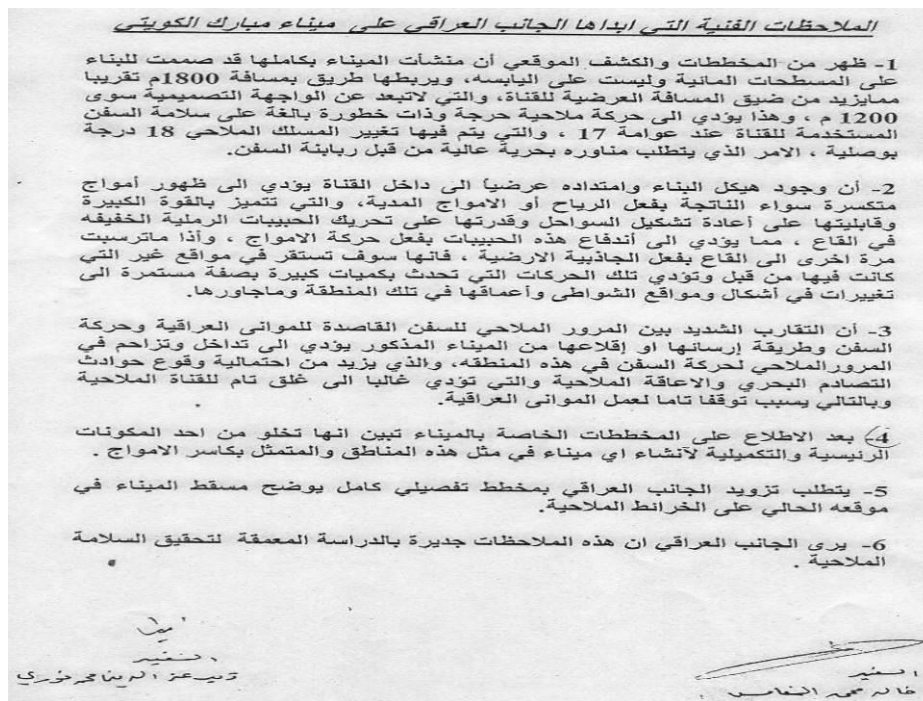 الملاحظات الفنية التي ابداها الجانب العراقي على ميناء مبارك الكويتي
1- ظهر من المخططات والكشف الموقعي أن منشأت الميناء بكاملها قد صممت للبناء
على المسطحات المائية وليست على اليابسه، ويربطها طريق بمسافة 1800م تقريبا
ممايزيد من ضيق المسافة العرضية للقناة، والتي لاتبعد عن الواجهة التصميمية سوى
1200 م ، وهذا يؤدي الى حركة ملاحية حرجة وذات خطورة بالغة على سلامة السفن
المستخدمة للقناة عند عوامة 17 ، والتي يتم فيها تغيير المسلك الملاحي 18 درجة
بوصلية ، الامر الذي يتطلب مناوره بحرية عالية من قبل ربابنة السفن.
2- أن وجود هيكل البناء وامتداده عرضياً الى داخل القناة يؤدي الى ظهور أمواج
متكسرة سواء الناتجة بفعل الرياح أو الامواج المدية، والتي تتميز بالقوة الكبيرة
وقابليتها على أعادة تشكيل السواحل وقدرتها على تحريك الحبيبات الرملية الخفيفه
في القاع ، مما يؤدي الى أندفاع هذه الحبيبات بفعل حركة الامواج ، وأذا ماترسبت
مرة اخرى الى القاع بفعل الجاذبية الارضية ، فانها سوف تستقر في مواقع غير التي
كانت فيها من قبل وتؤدي تلك الحركات التي تحدث بكميات كبيرة بصفة مستمرة الى
تغييرات في أشكال ومواقع الشواطى وأعماقها في تلك المنطقة وماجاورها.
3- أن التقارب الشديد بين المرور الملاحي للسفن القاصدة للموانى العراقية وحركة
السفن وطريقة إرسائها او إقلاعها من الميناء المذكور يؤدي الى تداخل وتزاحم في
المرورالملاحي لحركة السفن في هذه المنطقه، والذي يزيد من احتمالية وقوع حوادث
التصادم البحري والاعاقة الملاحية والتي تؤدي غالبا الى غلق تام للقناة الملاحية
وبالتالي يسبب توقفا تاما لعمل الموانى العراقية.
4- بعد الاطلاع على المخططات الخاصة بالميناء تبين انها تخلو من احد المكونات
الرئيسية والتكميلية لأنشاء اي ميناء في مثل هذه المناطق والمتمثل بكاسر الامواج .
5- يتطلب تزويد الجانب العراقي بمخطط تفصيلي كامل يوضح مسقط الميناء في
موقعه الحالي على الخرائط الملاحية.
6- يرى الجانب العراقي ان هذه الملاحظات جديرة بالدراسة المعمقة لتحقيق السلامة
الملاحية .
السفير
السفير